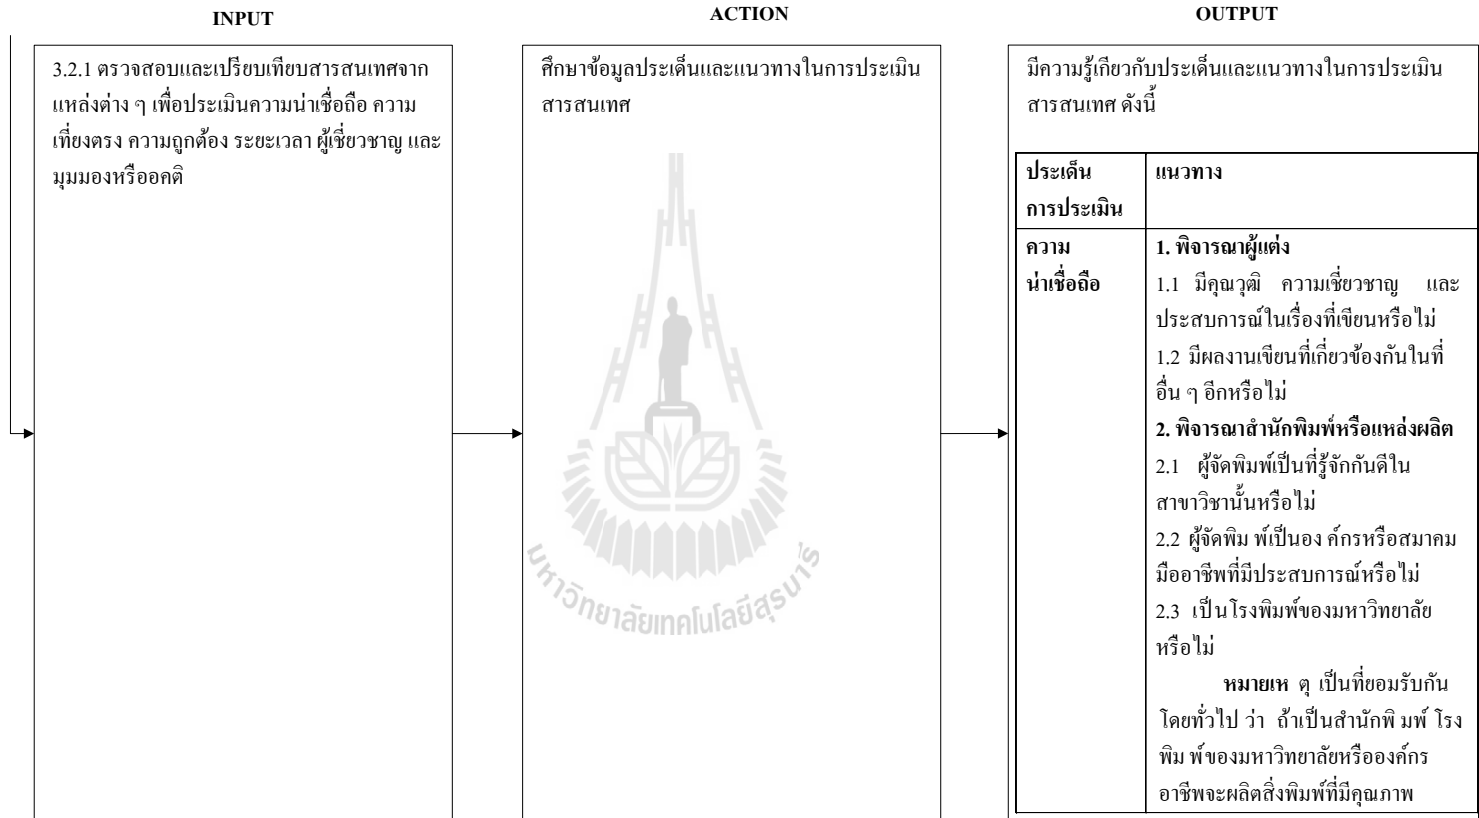 INPUT
ACTION
OUTPUT
3.2.1 ตรวจสอบและเปรียบเทียบสารสนเทศจาก
แหล่งต่าง ๆ เพื่อประเมินความน่าเชื่อถือ ความ
เที่ยงตรง ความถูกต้อง ระยะเวลา ผู้เชี่ยวชาญ และ
มุมมองหรืออคติ
ศึกษาข้อมูลประเด็นและแนวทางในการประเมิน
สารสนเทศ
มหาวิทยาลัยเทคโนโลยีสุรนารี
มีความรู้เกียวกับประเด็นและแนวทางในการประเมิน
สารสนเทศ ดังนี้
ประเด็น
การประเมิน
แนวทาง
ความ
น่าเชื่อถือ
1. พิจารณาผู้แต่ง
1.1 มีคุณวุฒิ ความเชี่ยวชาญ และ
ประสบการณ์ในเรื่องที่เขียนหรือไม่
1.2 มีผลงานเขียนที่เกี่ยวข้องกันในที่
อื่น ๆ อีกหรือไม่
2. พิจารณาสำนักพิมพ์หรือแหล่งผลิต
2.1 ผู้จัดพิมพ์เป็นที่รู้จักกันดีใน
สาขาวิชานั้นหรือไม่
2.2 ผู้จัดพิม พ์เป็นอง ค์กรหรือสมาคม
มืออาชีพที่มีประสบการณ์หรือไม่
2.3 เป็นโรงพิมพ์ของมหาวิทยาลัย
หรือไม่
หมายเห ตุ เป็นที่ยอมรับกัน
โดยทั่วไป ว่า ถ้าเป็นสำนักพิ มพ์ โรง
พิม พ์ของมหาวิทยาลัยหรือองค์กร
อาชีพจะผลิตสิ่งพิมพ์ที่มีคุณภาพ